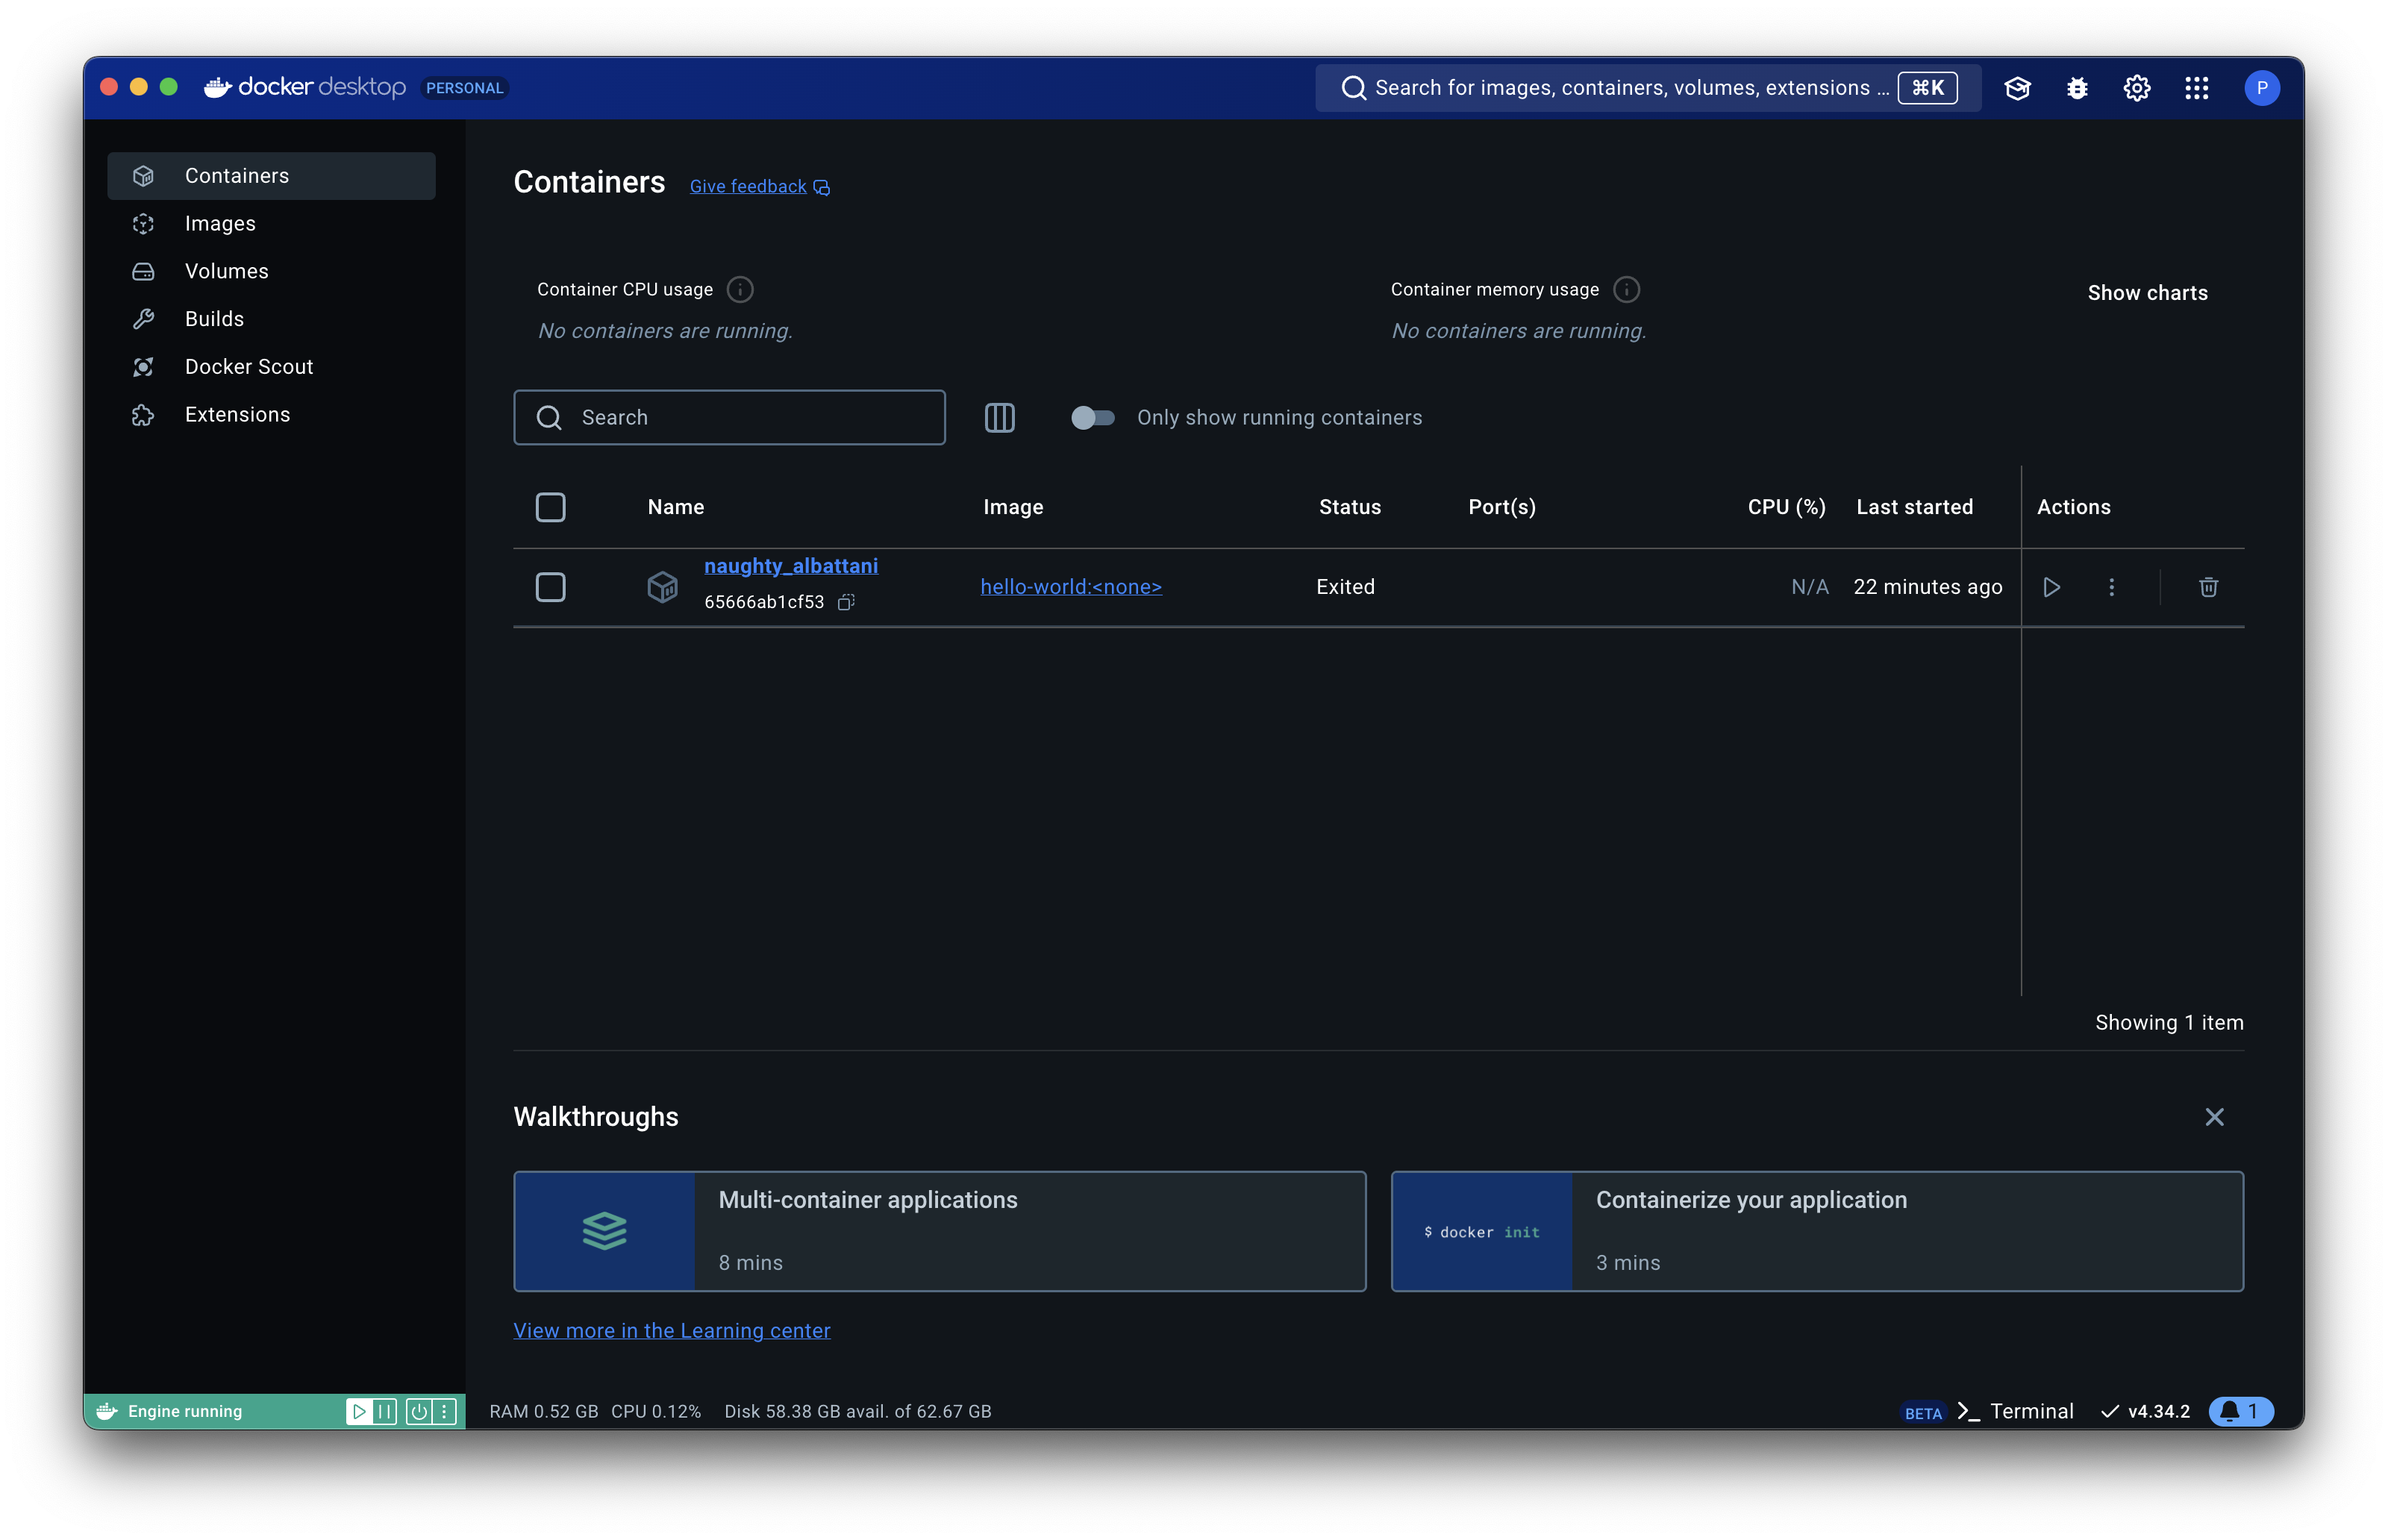 docker desktop PERSONAL
Search for images, containers, volumes, extensions ... ⌘K
P
Containers
Images
Volumes
Builds
Docker Scout
Extensions
Containers Give feedback
Container CPU usage
No containers are running.
Container memory usage
No containers are running.
Show charts
Search
Only show running containers
Name Image Status Port(s) CPU (%) Last started Actions
naughty_albattani
65666ab1cf53
hello-world:<none> Exited N/A 22 minutes ago
Showing 1 item
Walkthroughs
Multi-container applications
8 mins
$ docker init
Containerize your application
3 mins
View more in the Learning center
Engine running
RAM 0.52 GB CPU 0.12% Disk 58.38 GB avail. of 62.67 GB
BETA >_ Terminal v4.34.2 1